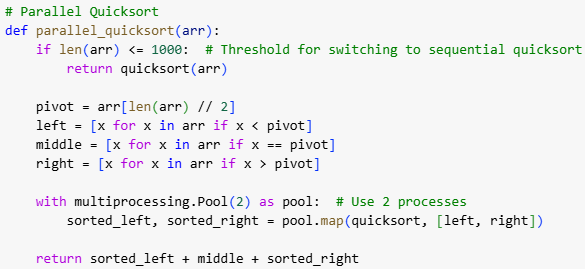 # Parallel Quicksort
def parallel_quicksort(arr):
    if len(arr) <= 1000:  # Threshold for switching to sequential quicksort
        return quicksort(arr)

    pivot = arr[len(arr) // 2]
    left = [x for x in arr if x < pivot]
    middle = [x for x in arr if x == pivot]
    right = [x for x in arr if x > pivot]

    with multiprocessing.Pool(2) as pool:  # Use 2 processes
        sorted_left, sorted_right = pool.map(quicksort, [left, right])

    return sorted_left + middle + sorted_right